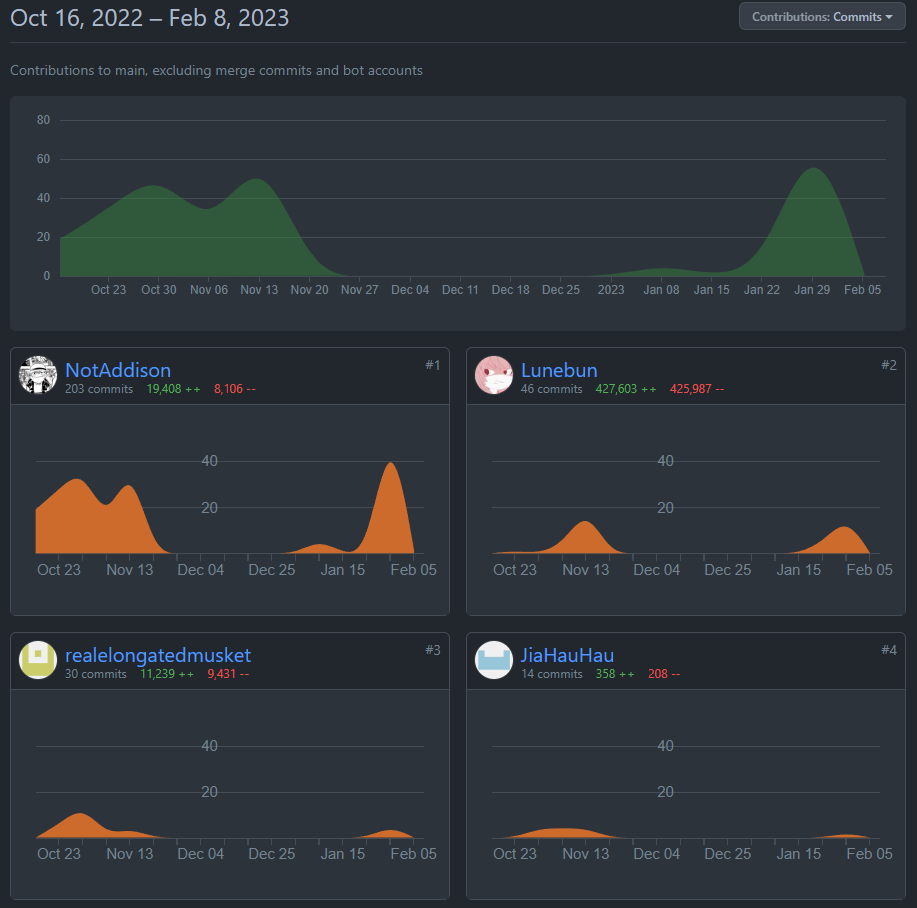 Oct 16, 2022 – Feb 8, 2023
Contributions: Commits
Contributions to main, excluding merge commits and bot accounts
80
60
40
20
0
Oct 23 Oct 30 Nov 06 Nov 13 Nov 20 Nov 27 Dec 04 Dec 11 Dec 18 Dec 25 2023 Jan 08 Jan 15 Jan 22 Jan 29 Feb 05
NotAddison #1
203 commits 19,408 ++ 8,106 --
40
20
Oct 23 Nov 13 Dec 04 Dec 25 Jan 15 Feb 05
Lunebun #2
46 commits 427,603 ++ 425,987 --
40
20
Oct 23 Nov 13 Dec 04 Dec 25 Jan 15 Feb 05
realelongatedmusket #3
30 commits 11,239 ++ 9,431 --
40
20
Oct 23 Nov 13 Dec 04 Dec 25 Jan 15 Feb 05
JiaHauHau #4
14 commits 358 ++ 208 --
40
20
Oct 23 Nov 13 Dec 04 Dec 25 Jan 15 Feb 05